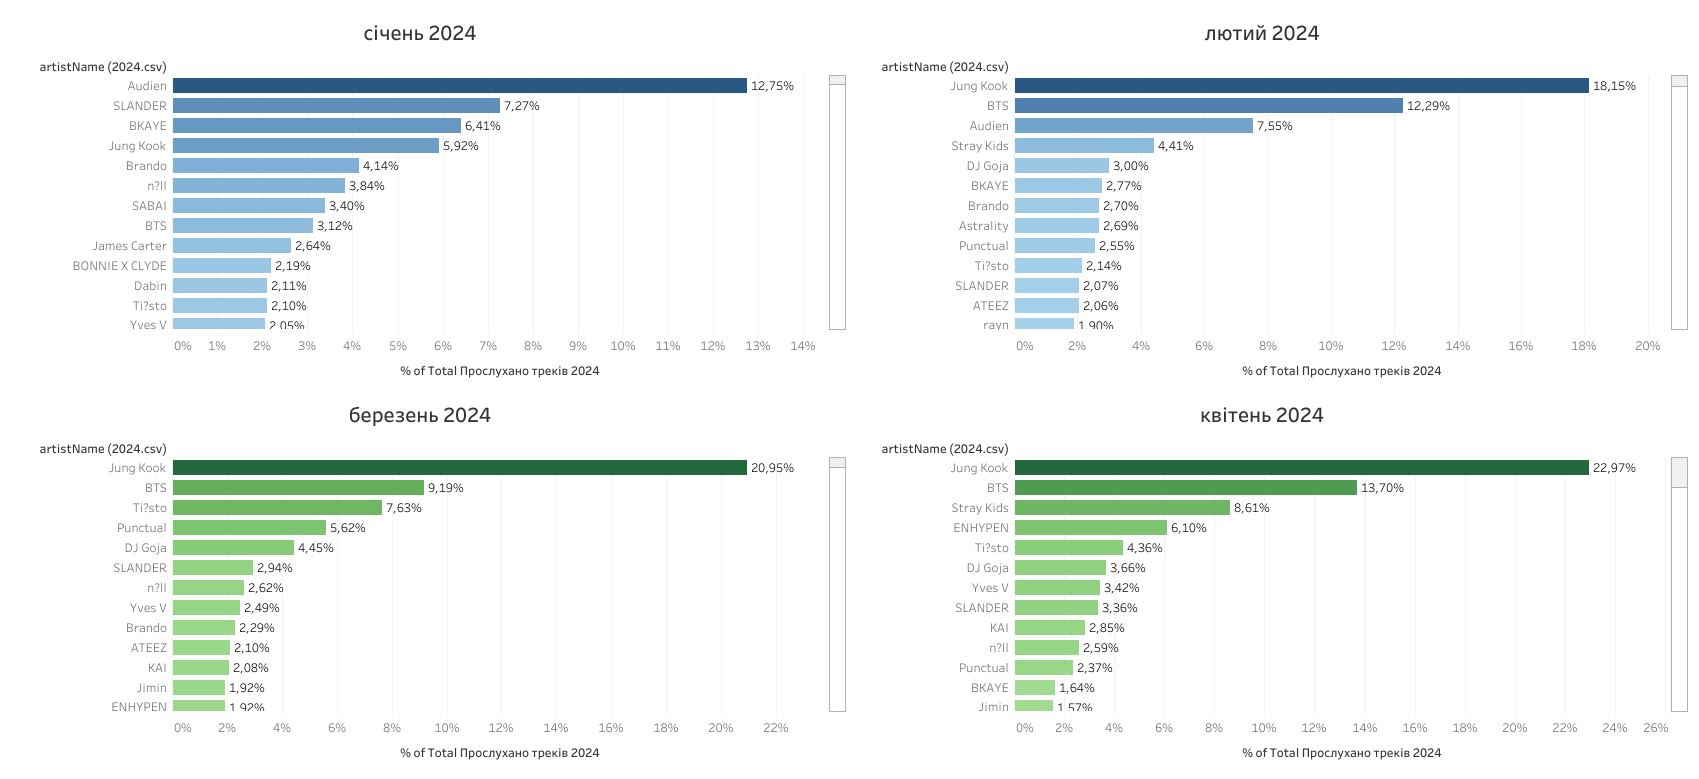 січень 2024
artistName (2024.csv)
Audien 12,75%
SLANDER 7,27%
BKAYE 6,41%
Jung Kook 5,92%
Brando 4,14%
n?ll 3,84%
SABAI 3,40%
BTS 3,12%
James Carter 2,64%
BONNIE X CLYDE 2,19%
Dabin 2,11%
Ti?sto 2,10%
Yves V 2,05%
0% 1% 2% 3% 4% 5% 6% 7% 8% 9% 10% 11% 12% 13% 14%
% of Total Прослухано треків 2024
лютий 2024
artistName (2024.csv)
Jung Kook 18,15%
BTS 12,29%
Audien 7,55%
Stray Kids 4,41%
DJ Goja 3,00%
BKAYE 2,77%
Brando 2,70%
Astrality 2,69%
Punctual 2,55%
Ti?sto 2,14%
SLANDER 2,07%
ATEEZ 2,06%
rayn 1,90%
0% 2% 4% 6% 8% 10% 12% 14% 16% 18% 20%
% of Total Прослухано треків 2024
березень 2024
artistName (2024.csv)
Jung Kook 20,95%
BTS 9,19%
Ti?sto 7,63%
Punctual 5,62%
DJ Goja 4,45%
SLANDER 2,94%
n?ll 2,62%
Yves V 2,49%
Brando 2,29%
ATEEZ 2,10%
KAI 2,08%
Jimin 1,92%
ENHYPEN 1,92%
0% 2% 4% 6% 8% 10% 12% 14% 16% 18% 20% 22%
% of Total Прослухано треків 2024
квітень 2024
artistName (2024.csv)
Jung Kook 22,97%
BTS 13,70%
Stray Kids 8,61%
ENHYPEN 6,10%
Ti?sto 4,36%
DJ Goja 3,66%
Yves V 3,42%
SLANDER 3,36%
KAI 2,85%
n?ll 2,59%
Punctual 2,37%
BKAYE 1,64%
Jimin 1,57%
0% 2% 4% 6% 8% 10% 12% 14% 16% 18% 20% 22% 24% 26%
% of Total Прослухано треків 2024